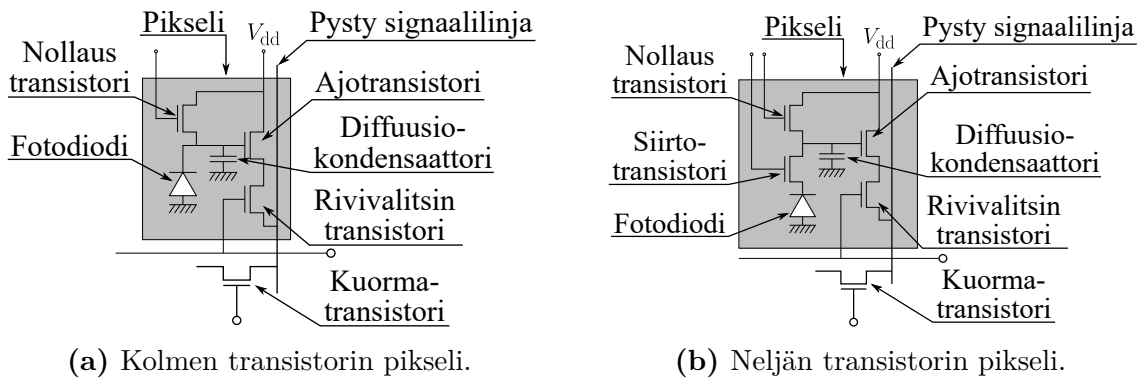 Pikseli
V_dd
Pysty signaalilinja
Nollaus
transistori
Ajotransistori
Fotodiodi
Diffuusio-
kondensaattori
Rivivalitsin
transistori
Kuorma-
transistori
(a) Kolmen transistorin pikseli.
Pikseli
V_dd
Pysty signaalilinja
Nollaus
transistori
Ajotransistori
Siirto-
transistori
Diffuusio-
kondensaattori
Fotodiodi
Rivivalitsin
transistori
Kuorma-
transistori
(b) Neljän transistorin pikseli.